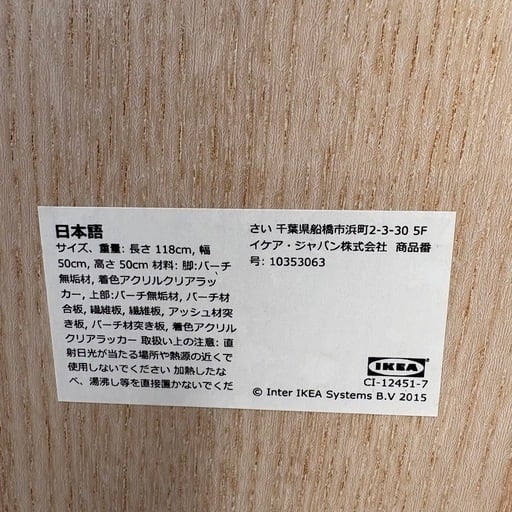 日本語
サイズ、重量: 長さ 118cm, 幅
50cm, 高さ 50cm 材料: 脚:バーチ
無垢材, 着色アクリルクリアラッ
カー, 上部:バーチ無垢材, バーチ材
合板, 繊維板, 繊維板, アッシュ材突
き板, バーチ材突き板, 着色アクリル
クリアラッカー 取扱い上の注意: 直
射日光が当たる場所や熱源の近くで
使用しないでください 加熱したな
べ、湯沸し等を直接置かないでくだ
さい 千葉県船橋市浜町2-3-30 5F
イケア・ジャパン株式会社 商品番
号: 10353063
IKEA
CI-12451-7
© Inter IKEA Systems B.V 2015